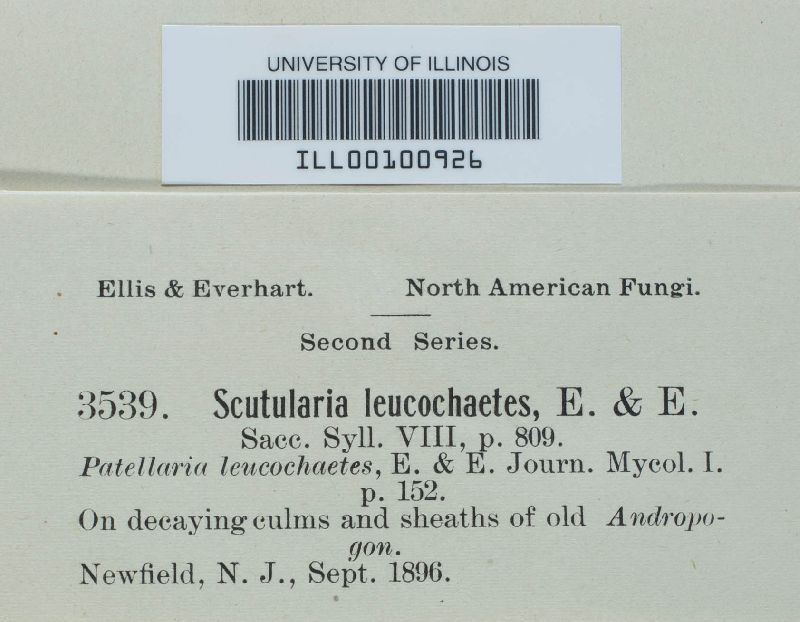 UNIVERSITY OF ILLINOIS
ILL00100926
Ellis & Everhart. North American Fungi.
Second Series.
3539. Scutularia leucochaetes, E. & E.
Sacc. Syll. VIII, p. 809.
Patellaria leucochaetes, E. & E. Journ. Mycol. I.
p. 152.
On decaying culms and sheaths of old Andropo-
gon.
Newfield, N. J., Sept. 1896.